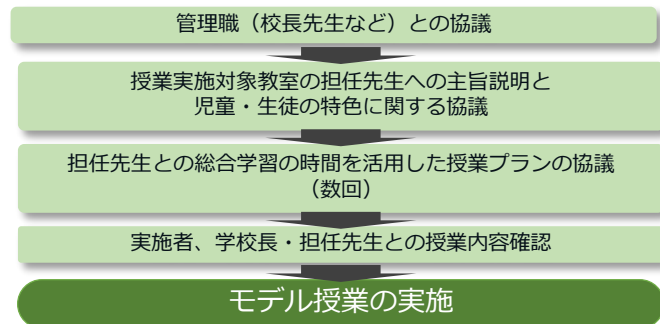 管理職（校長先生など）との協議
授業実施対象教室の担任先生への主旨説明と
児童・生徒の特色に関する協議
担任先生との総合学習の時間を活用した授業プランの協議
（数回）
実施者、学校長・担任先生との授業内容確認
モデル授業の実施